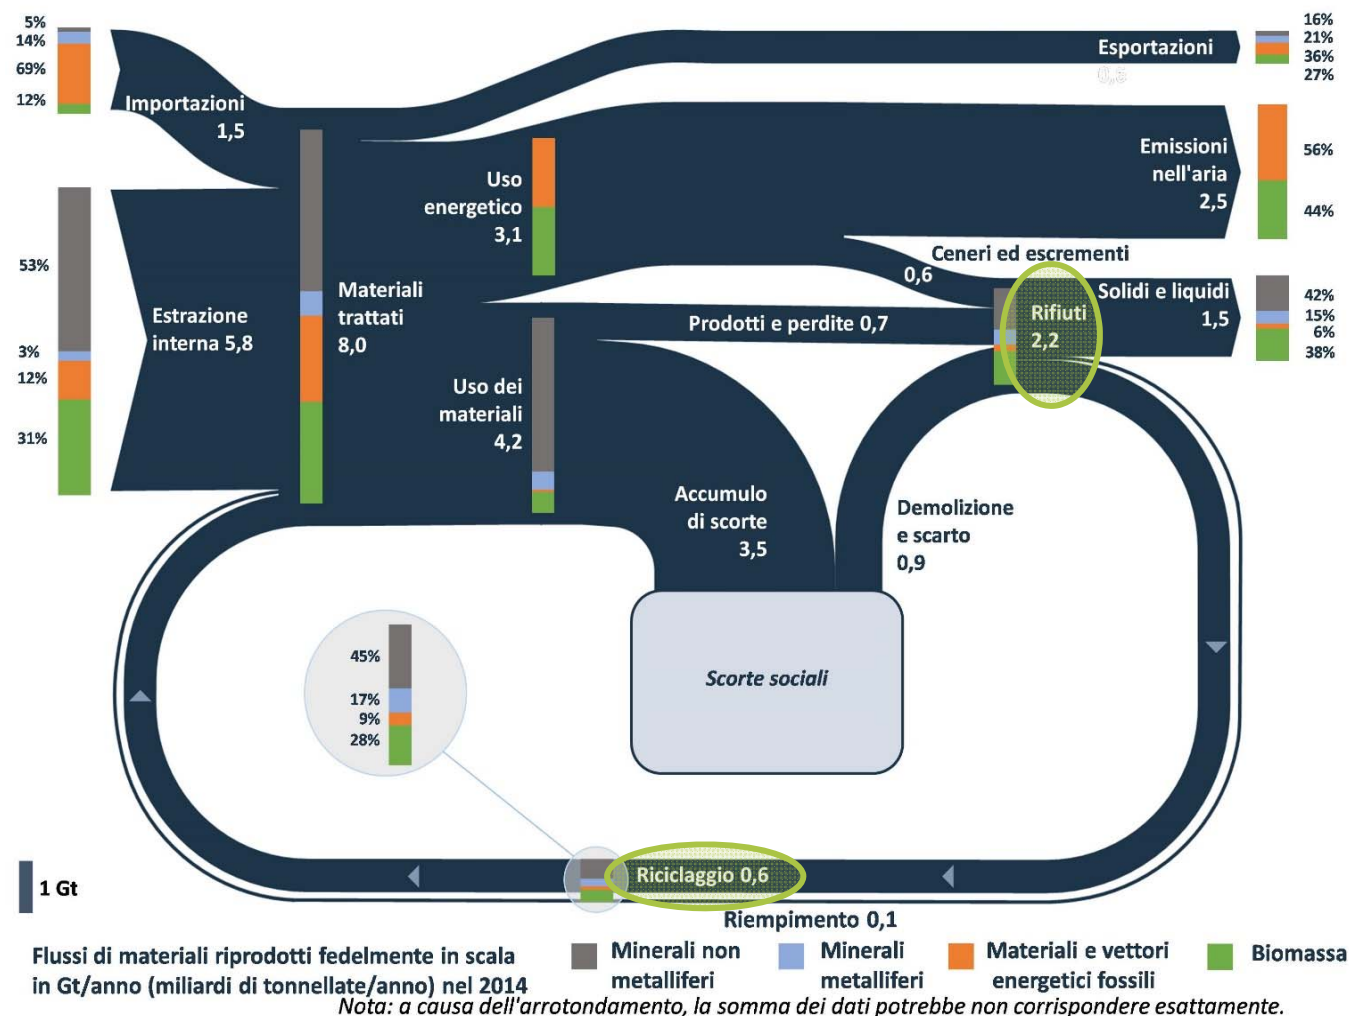 5%
14%
69%
12%
Importazioni
1,5
53%
3%
12%
31%
Estrazione
interna 5,8
Materiali
trattati
8,0
Uso
energetico
3,1
Uso dei
materiali
4,2
Esportazioni
16%
21%
36%
27%
Emissioni
nell'aria
2,5
56%
44%
Ceneri ed escrementi
0,6
Prodotti e perdite 0,7
Rifiuti
2,2
Solidi e liquidi
1,5
42%
15%
6%
38%
Accumulo
di scorte
3,5
Demolizione
e scarto
0,9
Scorte sociali
45%
17%
9%
28%
Riciclaggio 0,6
Riempimento 0,1
1 Gt
Flussi di materiali riprodotti fedelmente in scala
in Gt/anno (miliardi di tonnellate/anno) nel 2014
Minerali non
metalliferi
Minerali
metalliferi
Materiali e vettori
energetici fossili
Biomassa
Nota: a causa dell'arrotondamento, la somma dei dati potrebbe non corrispondere esattamente.